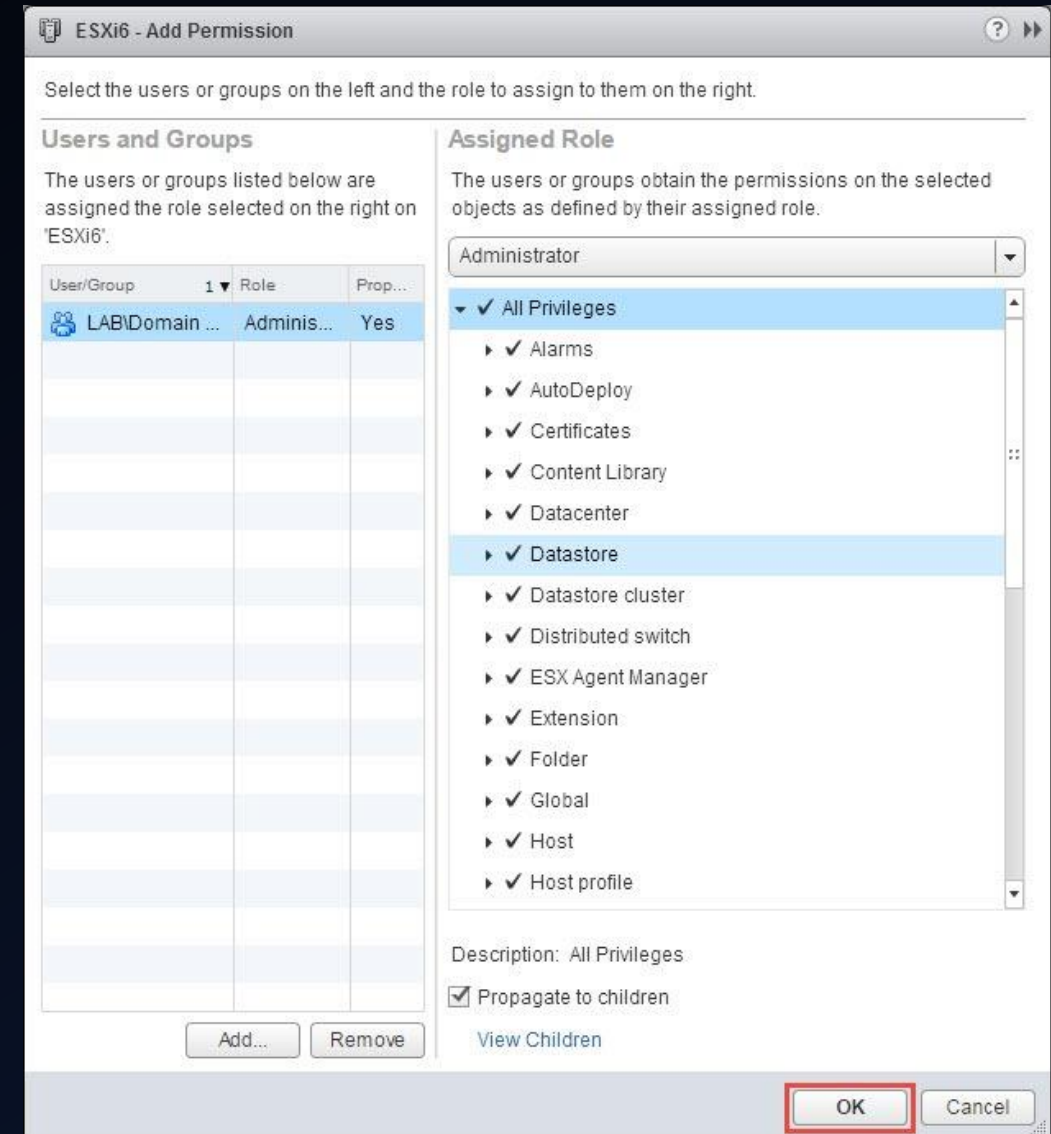 ESXi6 - Add Permission
Select the users or groups on the left and the role to assign to them on the right.
Users and Groups
The users or groups listed below are
assigned the role selected on the right on
'ESXi6'.
User/Group 1 Role Prop...
LAB\Domain ... Adminis... Yes
Add... Remove
Assigned Role
The users or groups obtain the permissions on the selected
objects as defined by their assigned role.
Administrator
All Privileges
Alarms
AutoDeploy
Certificates
Content Library
Datacenter
Datastore
Datastore cluster
Distributed switch
ESX Agent Manager
Extension
Folder
Global
Host
Host profile
Description: All Privileges
Propagate to children
View Children
OK Cancel